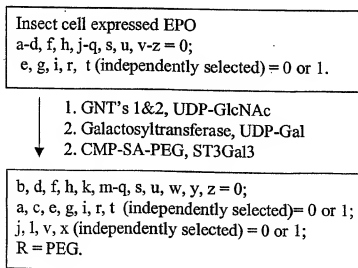 Insect cell expressed EPO
a-d, f, h, j-q, s, u, v-z = 0;
e, g, i, r, t (independently selected) = 0 or 1.
1. GNT's 1&2, UDP-GlcNAc
2. Galactosyltransferase, UDP-Gal
2. CMP-SA-PEG, ST3Gal3
b, d, f, h, k, m-q, s, u, w, y, z = 0;
a, c, e, g, i, r, t (independently selected)= 0 or 1;
j, l, v, x (independently selected) = 0 or 1;
R = PEG.